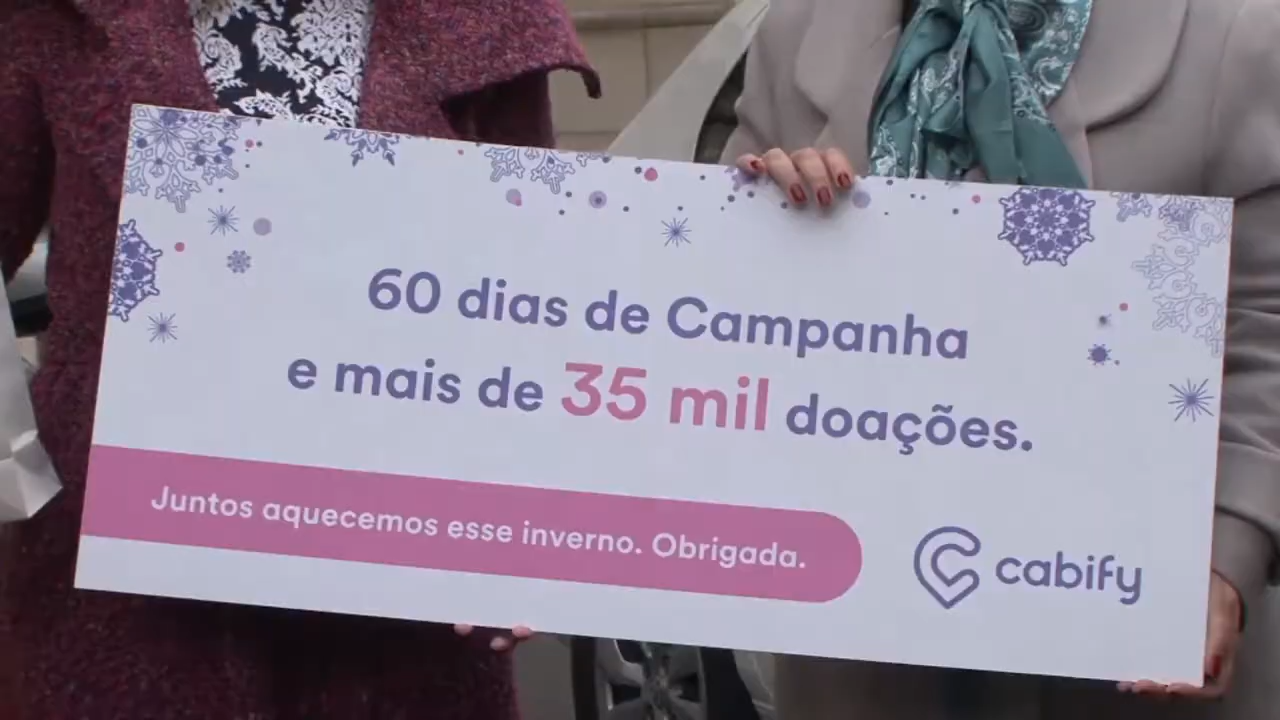 60 dias de Campanha
e mais de 35 mil doações.
Juntos aquecemos esse inverno. Obrigada.
cabify